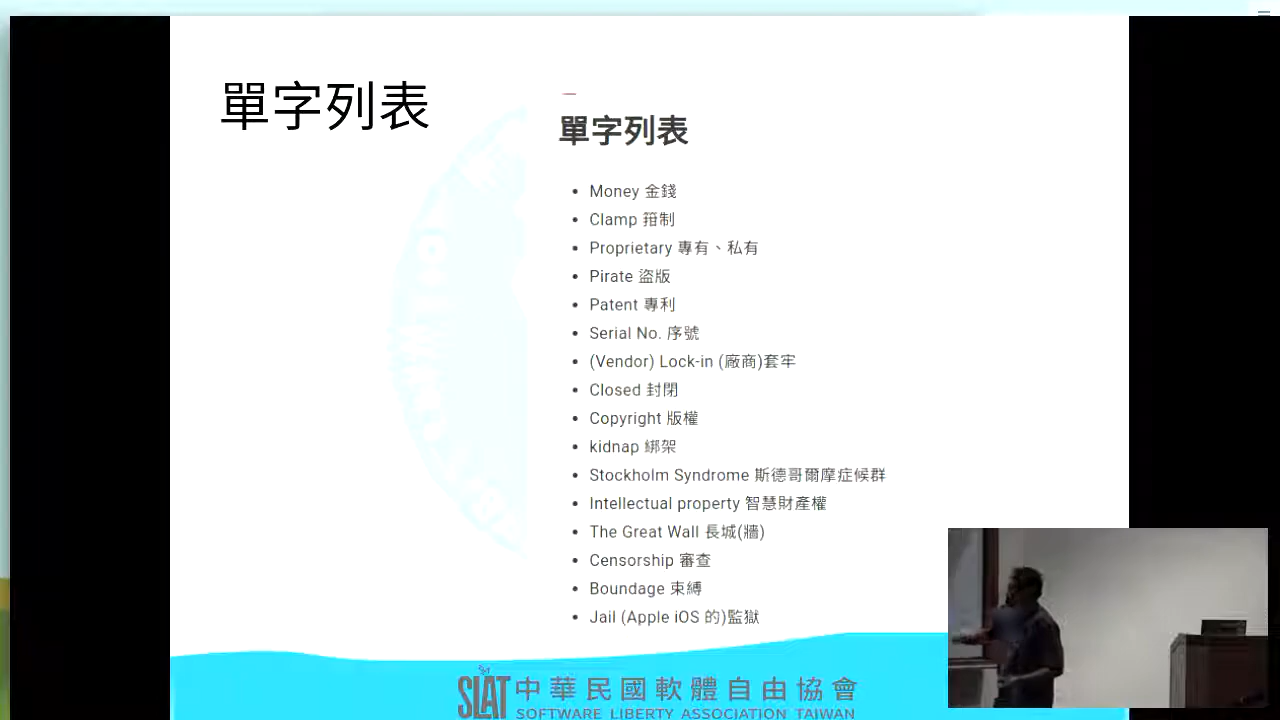 單字列表
單字列表
Money 金錢
Clamp 箝制
Proprietary 專有、私有
Pirate 盜版
Patent 專利
Serial No. 序號
(Vendor) Lock-in (廠商)套牢
Closed 封閉
Copyright 版權
kidnap 綁架
Stockholm Syndrome 斯德哥爾摩症候群
Intellectual property 智慧財產權
The Great Wall 長城(牆)
Censorship 審查
Boundage 束縛
Jail (Apple iOS 的)監獄
SLAT 中華民國軟體自由協會
SOFTWARE LIBERTY ASSOCIATION TAIWAN